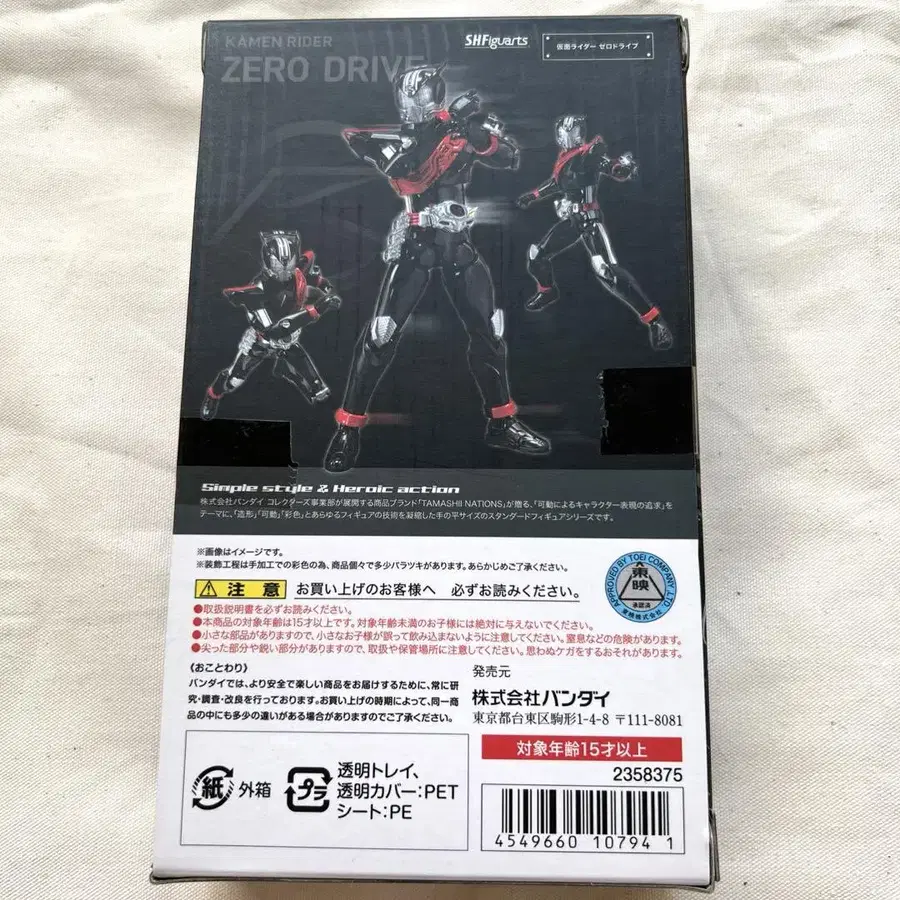 KAMEN RIDER
ZERO DRIVE
S.H.Figuarts
仮面ライダー ゼロドライブ
Simple style & Heroic action
株式会社バンダイ コレクターズ事業部が展開する商品ブランド「TAMASHII NATIONS」が贈る、「可動によるキャラクター表現の追求」を
テーマに、「造形」「可動」「彩色」とあらゆるフィギュアの技術を凝縮した手の平サイズのスタンダードフィギュアシリーズです。
※画像はイメージです。
※装飾工程は手加工での彩色の為、商品個々で多少バラツキがあります。あらかじめご了承ください。
注意 お買い上げのお客様へ 必ずお読みください。
●取扱説明書を必ずお読みください。
●本商品の対象年齢は15才以上です。対象年齢未満のお子様には絶対に与えないでください。
●小さな部品がありますので、小さなお子様が誤って飲み込まないように注意してください。窒息などの危険があります。
●尖った部分や鋭い部分がありますので、取扱や保管場所に注意してください。思わぬケガをするおそれがあります。
APPROVED BY TOEI COMPANY, LTD
東映
承認済
東映株式会社
《おことわり》
バンダイでは、より安全で楽しい商品をお届けするために、常に研
究・調査・改良を行っております。お買い上げの時期によって、同一商
品の中にも多少の違いがある場合がありますのでご了承ください。
発売元
株式会社バンダイ
東京都台東区駒形1-4-8 〒111-8081
対象年齢15才以上
2358375
紙 外箱
プラ 透明トレイ、
透明カバー:PET
シート:PE
4549660 10794 1